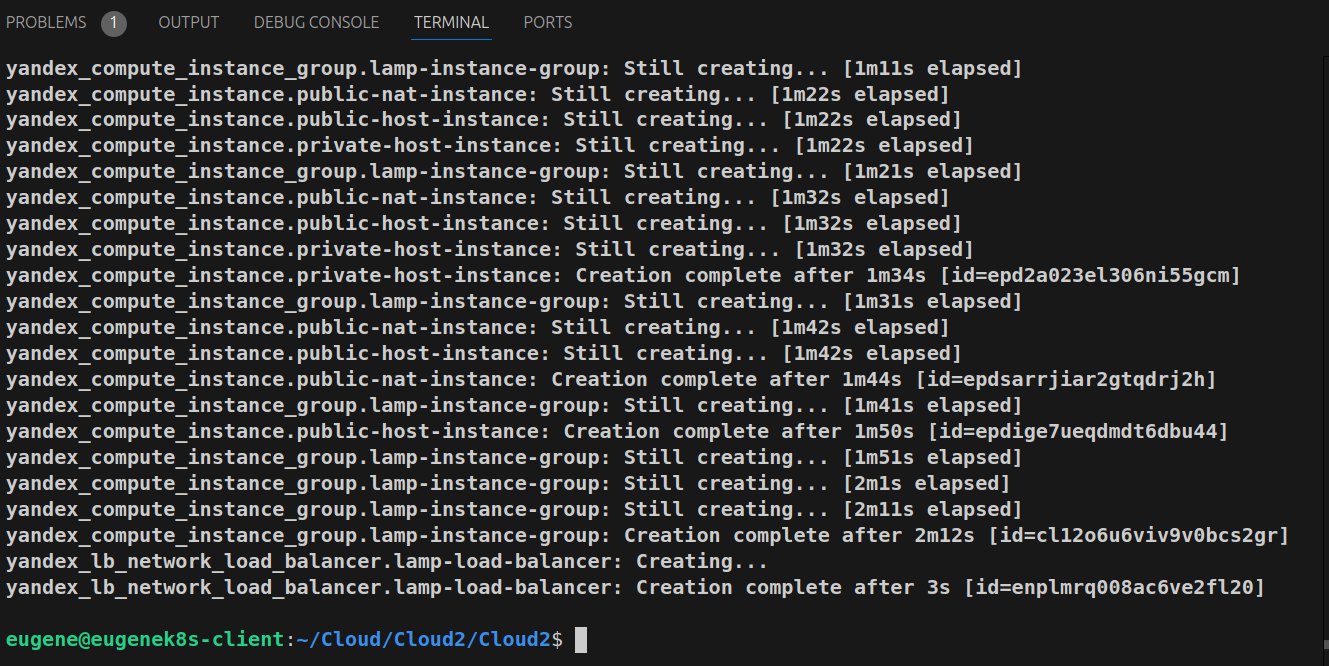 PROBLEMS 1 OUTPUT DEBUG CONSOLE TERMINAL PORTS
yandex_compute_instance_group.lamp-instance-group: Still creating... [1m11s elapsed]
yandex_compute_instance.public-nat-instance: Still creating... [1m22s elapsed]
yandex_compute_instance.public-host-instance: Still creating... [1m22s elapsed]
yandex_compute_instance.private-host-instance: Still creating... [1m22s elapsed]
yandex_compute_instance_group.lamp-instance-group: Still creating... [1m21s elapsed]
yandex_compute_instance.public-nat-instance: Still creating... [1m32s elapsed]
yandex_compute_instance.public-host-instance: Still creating... [1m32s elapsed]
yandex_compute_instance.private-host-instance: Still creating... [1m32s elapsed]
yandex_compute_instance.private-host-instance: Creation complete after 1m34s [id=epd2a023el306ni55gcm]
yandex_compute_instance_group.lamp-instance-group: Still creating... [1m31s elapsed]
yandex_compute_instance.public-nat-instance: Still creating... [1m42s elapsed]
yandex_compute_instance.public-host-instance: Still creating... [1m42s elapsed]
yandex_compute_instance.public-nat-instance: Creation complete after 1m44s [id=epdsarrjiar2gtqdrj2h]
yandex_compute_instance_group.lamp-instance-group: Still creating... [1m41s elapsed]
yandex_compute_instance.public-host-instance: Creation complete after 1m50s [id=epdige7ueqdmdt6dbu44]
yandex_compute_instance_group.lamp-instance-group: Still creating... [1m51s elapsed]
yandex_compute_instance_group.lamp-instance-group: Still creating... [2m1s elapsed]
yandex_compute_instance_group.lamp-instance-group: Still creating... [2m11s elapsed]
yandex_compute_instance_group.lamp-instance-group: Creation complete after 2m12s [id=cl12o6u6viv9v0bcs2gr]
yandex_lb_network_load_balancer.lamp-load-balancer: Creating...
yandex_lb_network_load_balancer.lamp-load-balancer: Creation complete after 3s [id=enplmrq008ac6ve2fl20]
eugene@eugenek8s-client:~/Cloud/Cloud2/Cloud2$